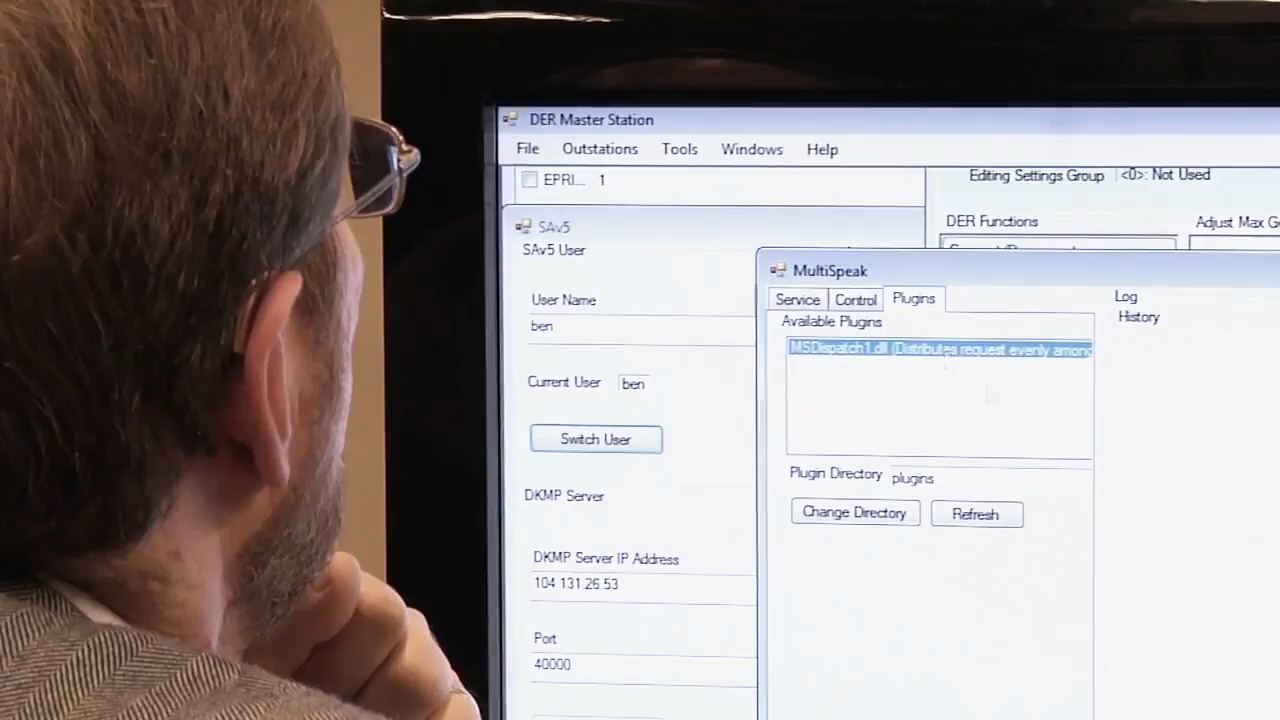 DER Master Station
File Outstations Tools Windows Help
EPRI... 1
Editing Settings Group <0>: Not Used
DER Functions
Adjust Max
SAv5
SAv5 User
User Name
ben
Current User ben
Switch User
DKMP Server
DKMP Server IP Address
104.131.26.53
Port
40000
MultiSpeak
Service Control Plugins
Available Plugins
MSDispatch1.dll (Distributes request evenly among
Plugin Directory plugins
Change Directory Refresh
Log
History